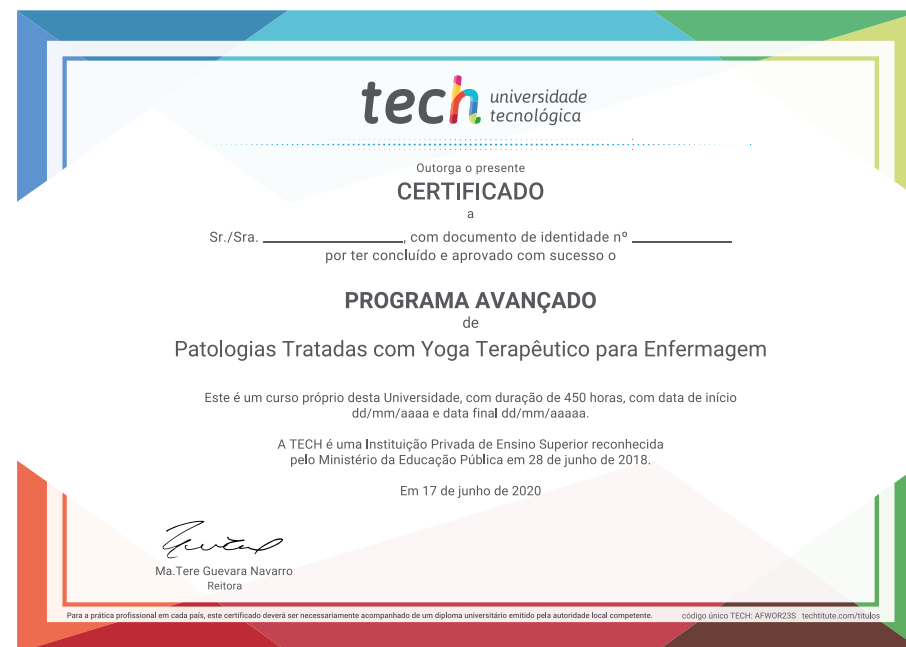 tech universidade
tecnológica
Outorga o presente
CERTIFICADO
a
Sr./Sra. ____________, com documento de identidade nº ____________
por ter concluído e aprovado com sucesso o
PROGRAMA AVANÇADO
de
Patologias Tratadas com Yoga Terapêutico para Enfermagem
Este é um curso próprio desta Universidade, com duração de 450 horas, com data de início
dd/mm/aaaa e data final dd/mm/aaaaa.
A TECH é uma Instituição Privada de Ensino Superior reconhecida
pelo Ministério da Educação Pública em 28 de junho de 2018.
Em 17 de junho de 2020
Ma.Tere Guevara Navarro
Reitora
Para a prática profissional em cada país, este certificado deverá ser necessariamente acompanhado de um diploma universitário emitido pela autoridade local competente. código único TECH: AFWOR23S techtitute.com/titulos